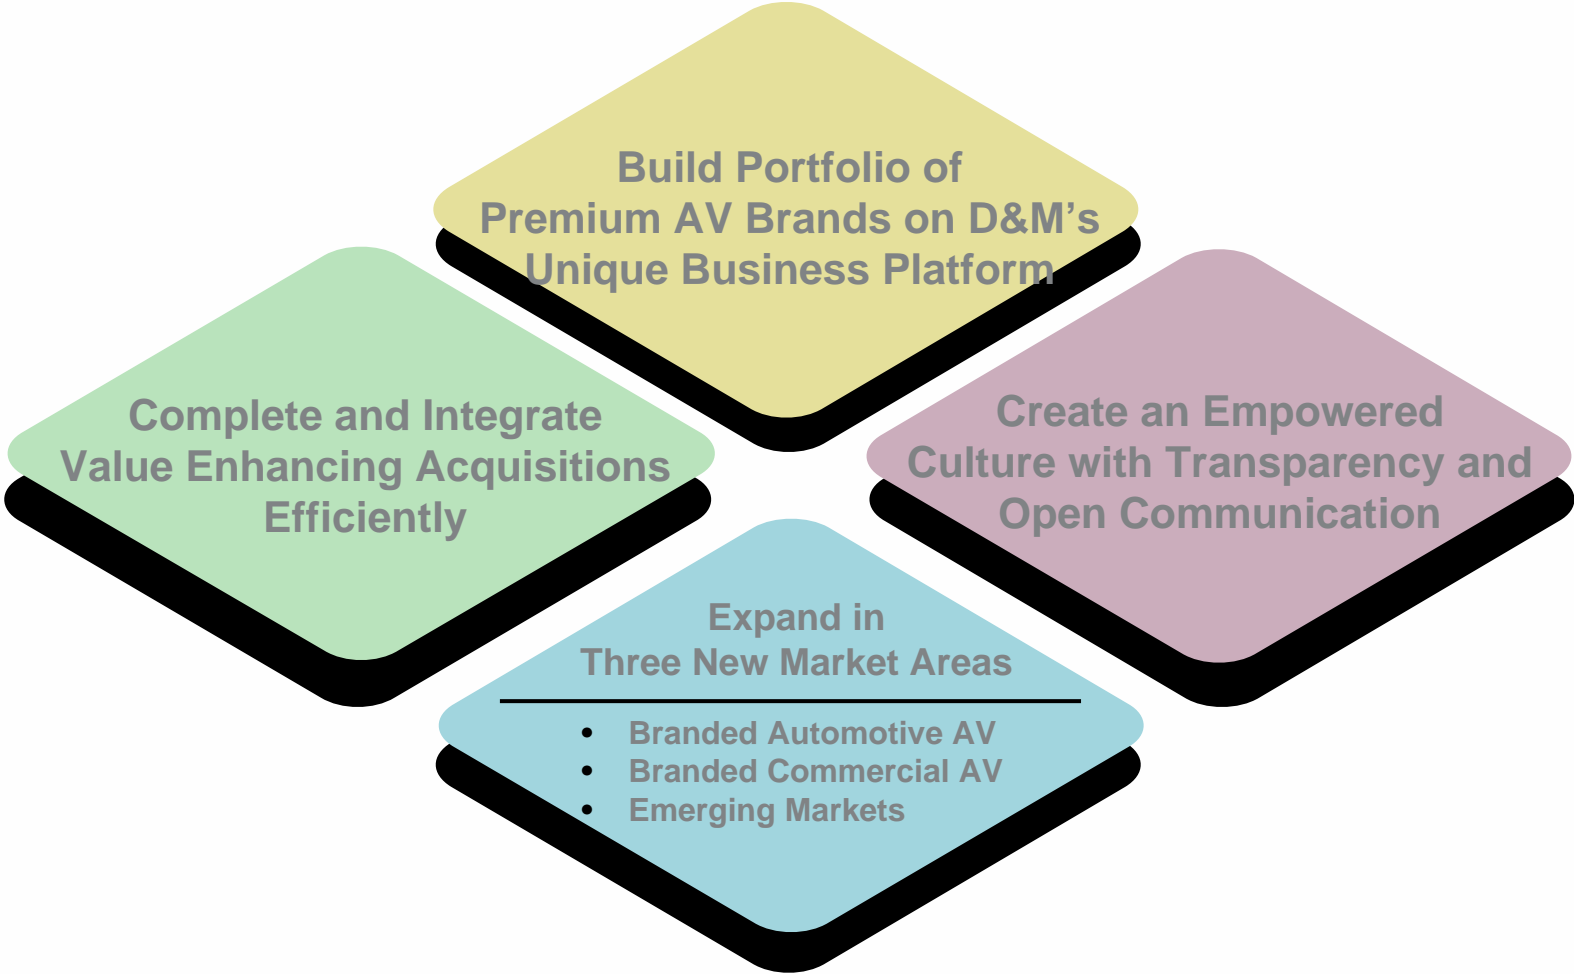 Build Portfolio of
Premium AV Brands on D&M’s
Unique Business Platform
Complete and Integrate
Value Enhancing Acquisitions
Efficiently
Create an Empowered
Culture with Transparency and
Open Communication
Expand in
Three New Market Areas
• Branded Automotive AV
• Branded Commercial AV
• Emerging Markets